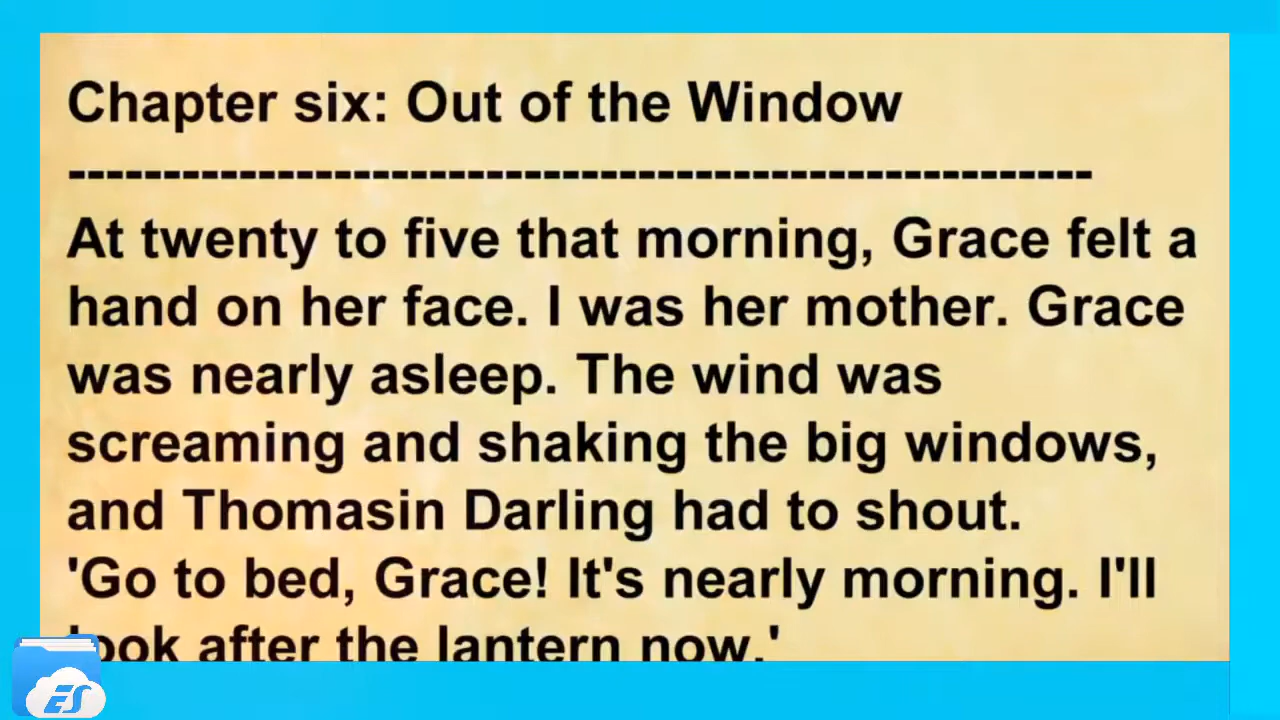 Chapter six: Out of the Window
------------------------------------------------------
At twenty to five that morning, Grace felt a
hand on her face. I was her mother. Grace
was nearly asleep. The wind was
screaming and shaking the big windows,
and Thomasin Darling had to shout.
'Go to bed, Grace! It's nearly morning. I'll
look after the lantern now.'
ES